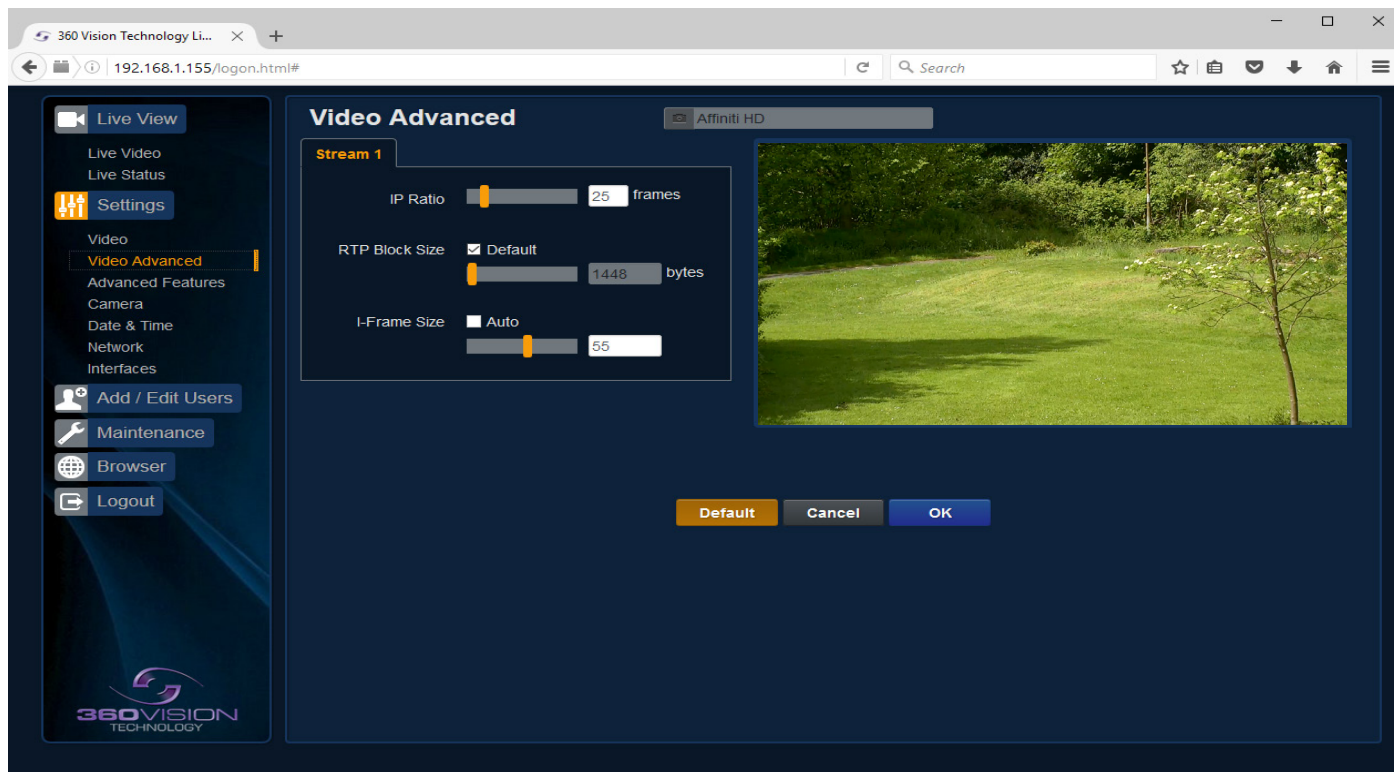 360 Vision Technology Li...
192.168.1.155/logon.html#
Search
Live View
Live Video
Live Status
Settings
Video
Video Advanced
Advanced Features
Camera
Date & Time
Network
Interfaces
Add / Edit Users
Maintenance
Browser
Logout
360VISION
TECHNOLOGY
Video Advanced
Affiniti HD
Stream 1
IP Ratio 25 frames
RTP Block Size Default
1448 bytes
I-Frame Size Auto
55
Default Cancel OK